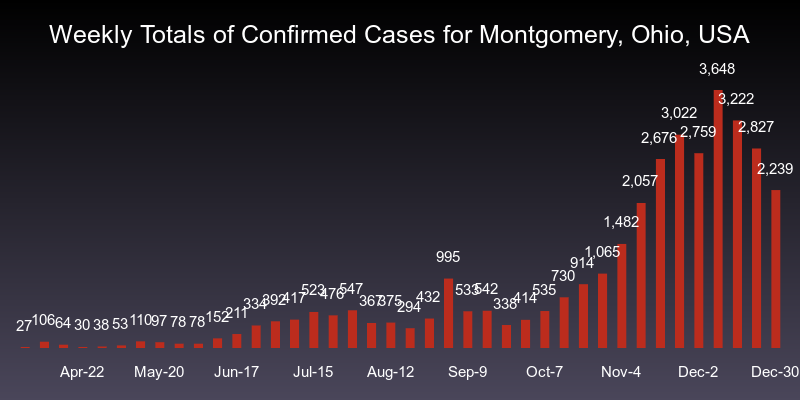 Weekly Totals of Confirmed Cases for Montgomery, Ohio, USA
27 106 64 30 38 53 110 97 78 78 152 211 334 392 417 523 476 547 367 375 294 432 995 533 542 338 414 535 730 914 1,065 1,482 2,057 2,676 3,022 2,759 3,648 3,222 2,827 2,239
Apr-22 May-20 Jun-17 Jul-15 Aug-12 Sep-9 Oct-7 Nov-4 Dec-2 Dec-30